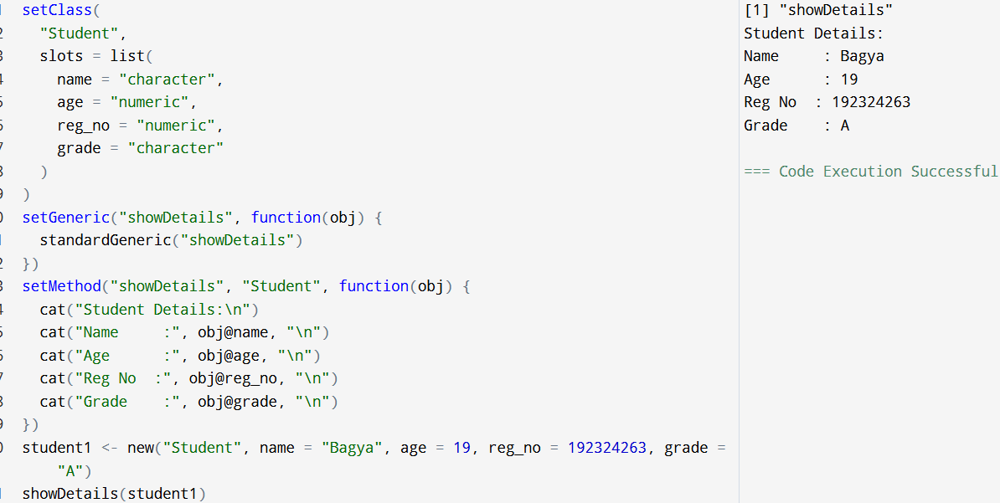 setClass(
  "Student",
  slots = list(
    name = "character",
    age = "numeric",
    reg_no = "numeric",
    grade = "character"
  )
)
setGeneric("showDetails", function(obj) {
  standardGeneric("showDetails")
})
setMethod("showDetails", "Student", function(obj) {
  cat("Student Details:\n")
  cat("Name     :", obj@name, "\n")
  cat("Age      :", obj@age, "\n")
  cat("Reg No  :", obj@reg_no, "\n")
  cat("Grade    :", obj@grade, "\n")
})
student1 <- new("Student", name = "Bagya", age = 19, reg_no = 192324263, grade =
    "A")
showDetails(student1)
[1] "showDetails"
Student Details:
Name     : Bagya
Age      : 19
Reg No  : 192324263
Grade    : A
=== Code Execution Successful